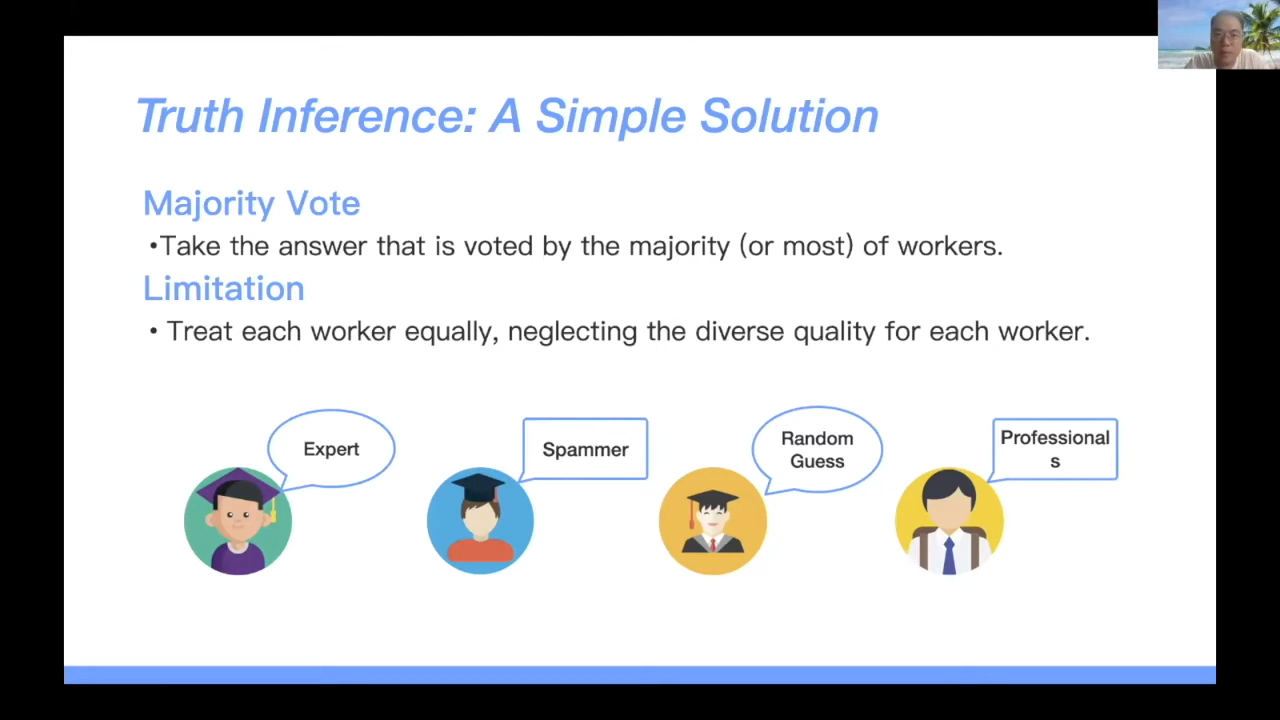 Truth Inference: A Simple Solution
Majority Vote
•Take the answer that is voted by the majority (or most) of workers.
Limitation
• Treat each worker equally, neglecting the diverse quality for each worker.
Expert
Spammer
Random
Guess
Professional
s